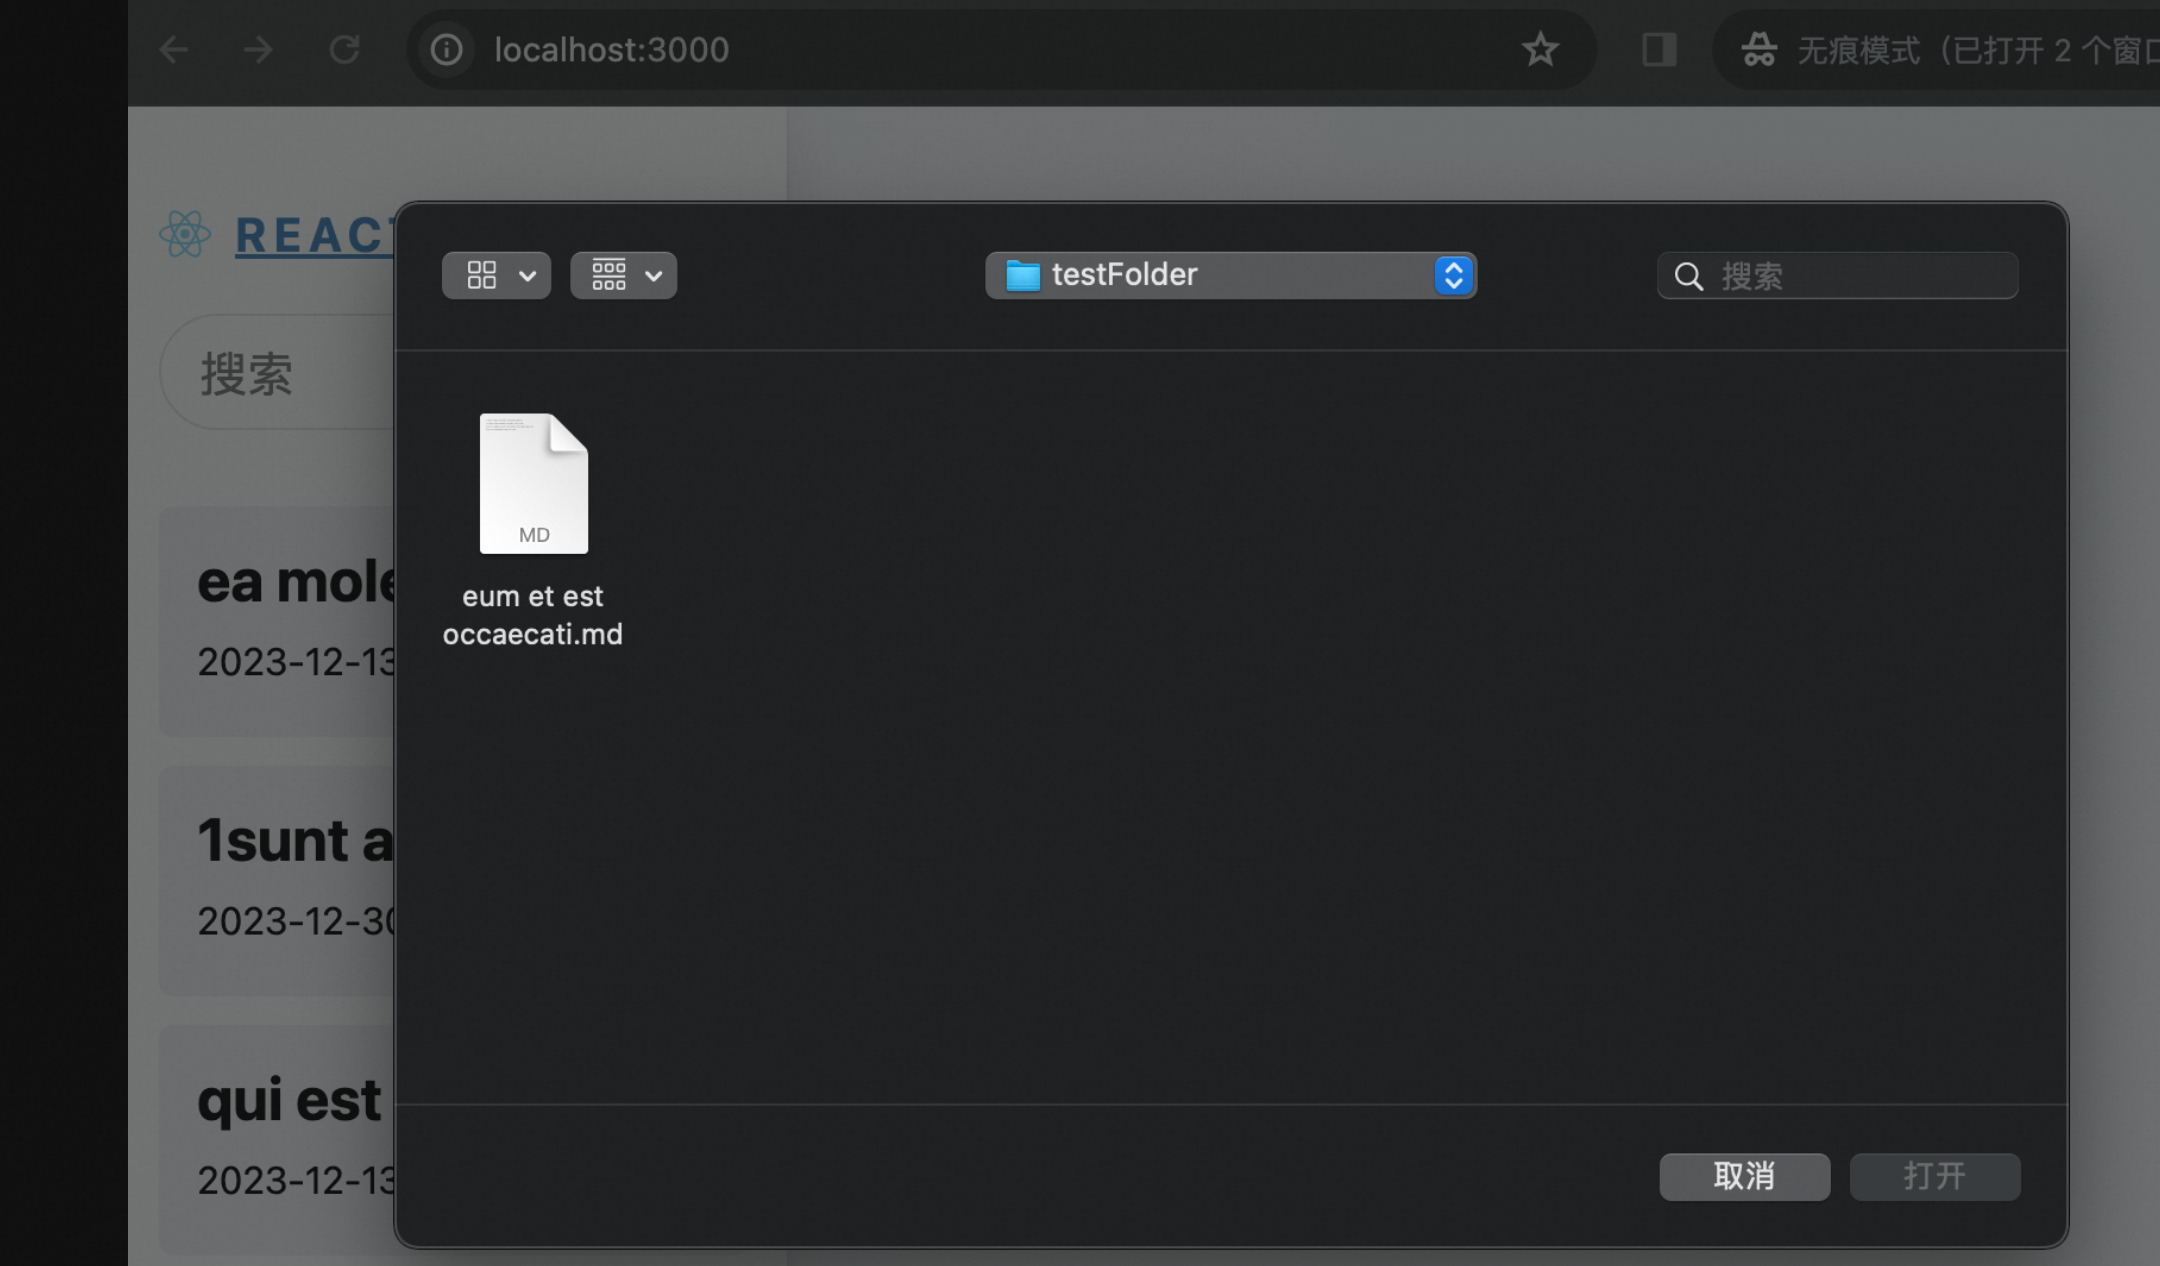 localhost:3000
无痕模式（已打开 2 个窗口
REACT
搜索
ea mole
2023-12-13
1sunt a
2023-12-30
qui est
2023-12-13
testFolder
搜索
MD
eum et est
occaecati.md
取消
打开